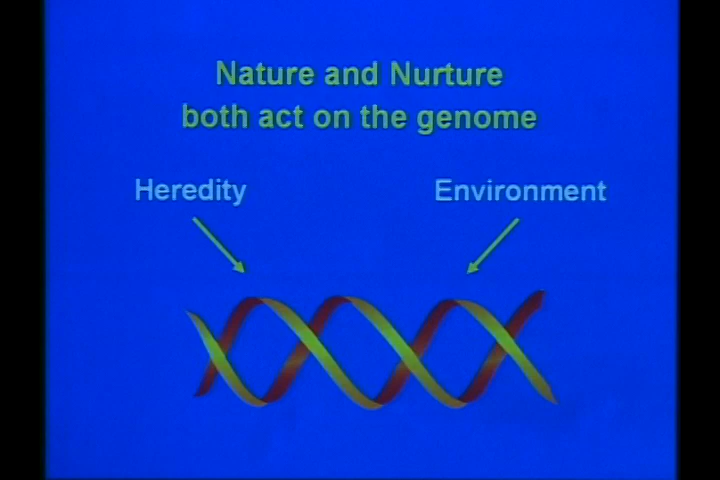 Nature and Nurture
both act on the genome
Heredity
Environment